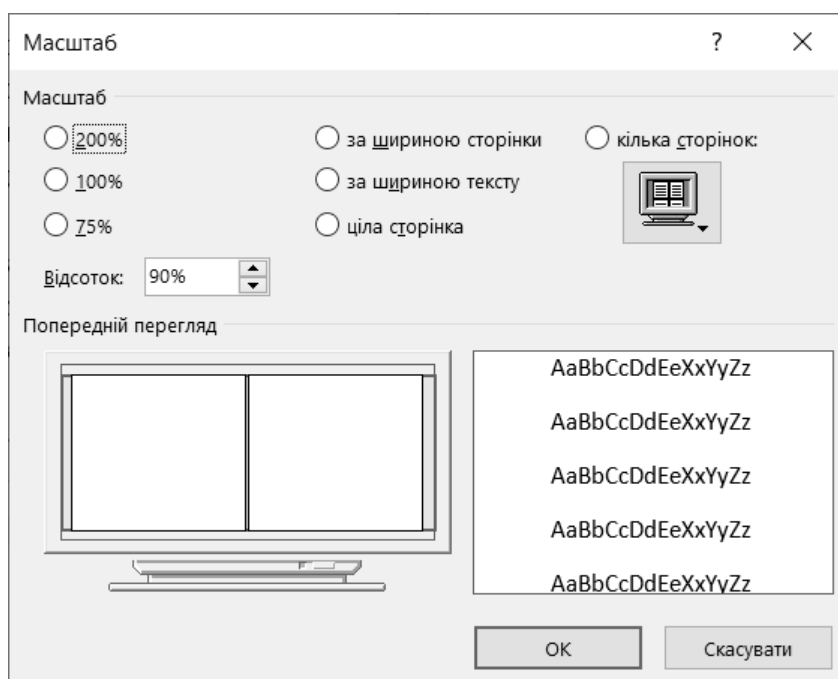 Масштаб ?
Масштаб
200% за шириною сторінки кілька сторінок:
100% за шириною тексту
75% ціла сторінка
Відсоток: 90%
Попередній перегляд
AaBbCcDdEeXxYyZz
AaBbCcDdEeXxYyZz
AaBbCcDdEeXxYyZz
AaBbCcDdEeXxYyZz
AaBbCcDdEeXxYyZz
ОК Скасувати